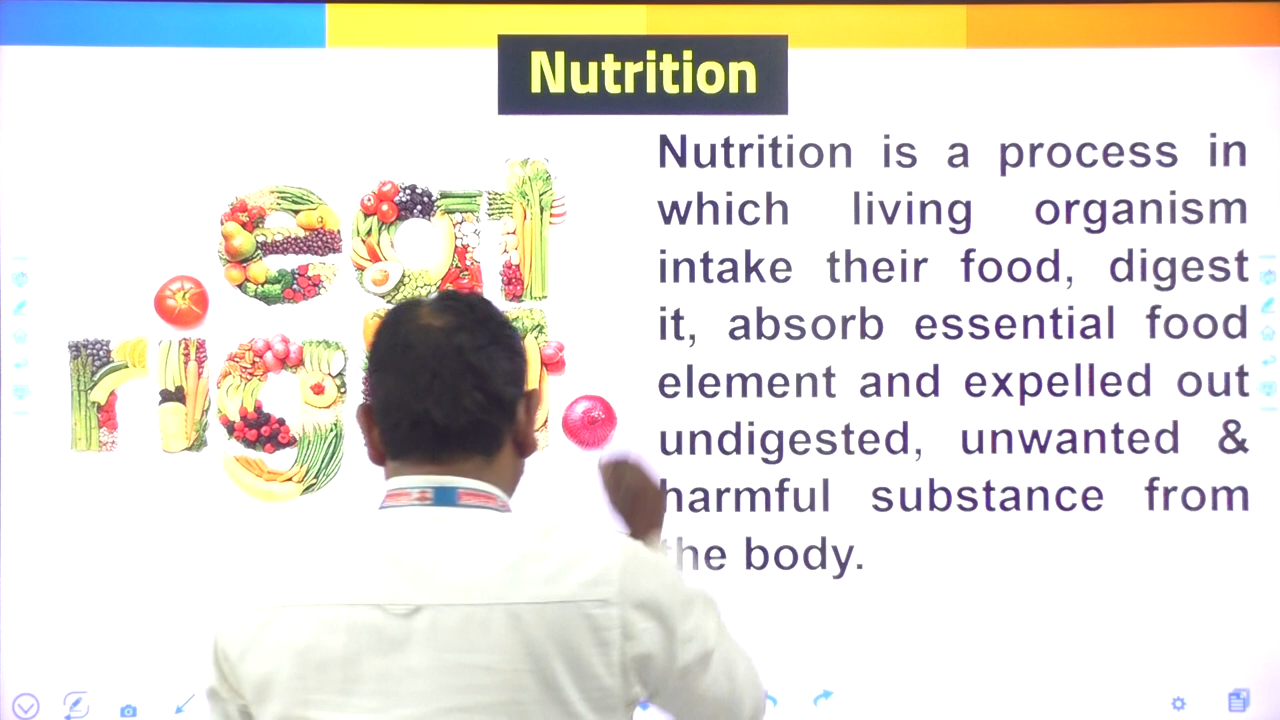 Nutrition
eat
Nutrition is a process in
which living organism
intake their food, digest
it, absorb essential food
element and expelled out
undigested, unwanted &
harmful substance from
the body.